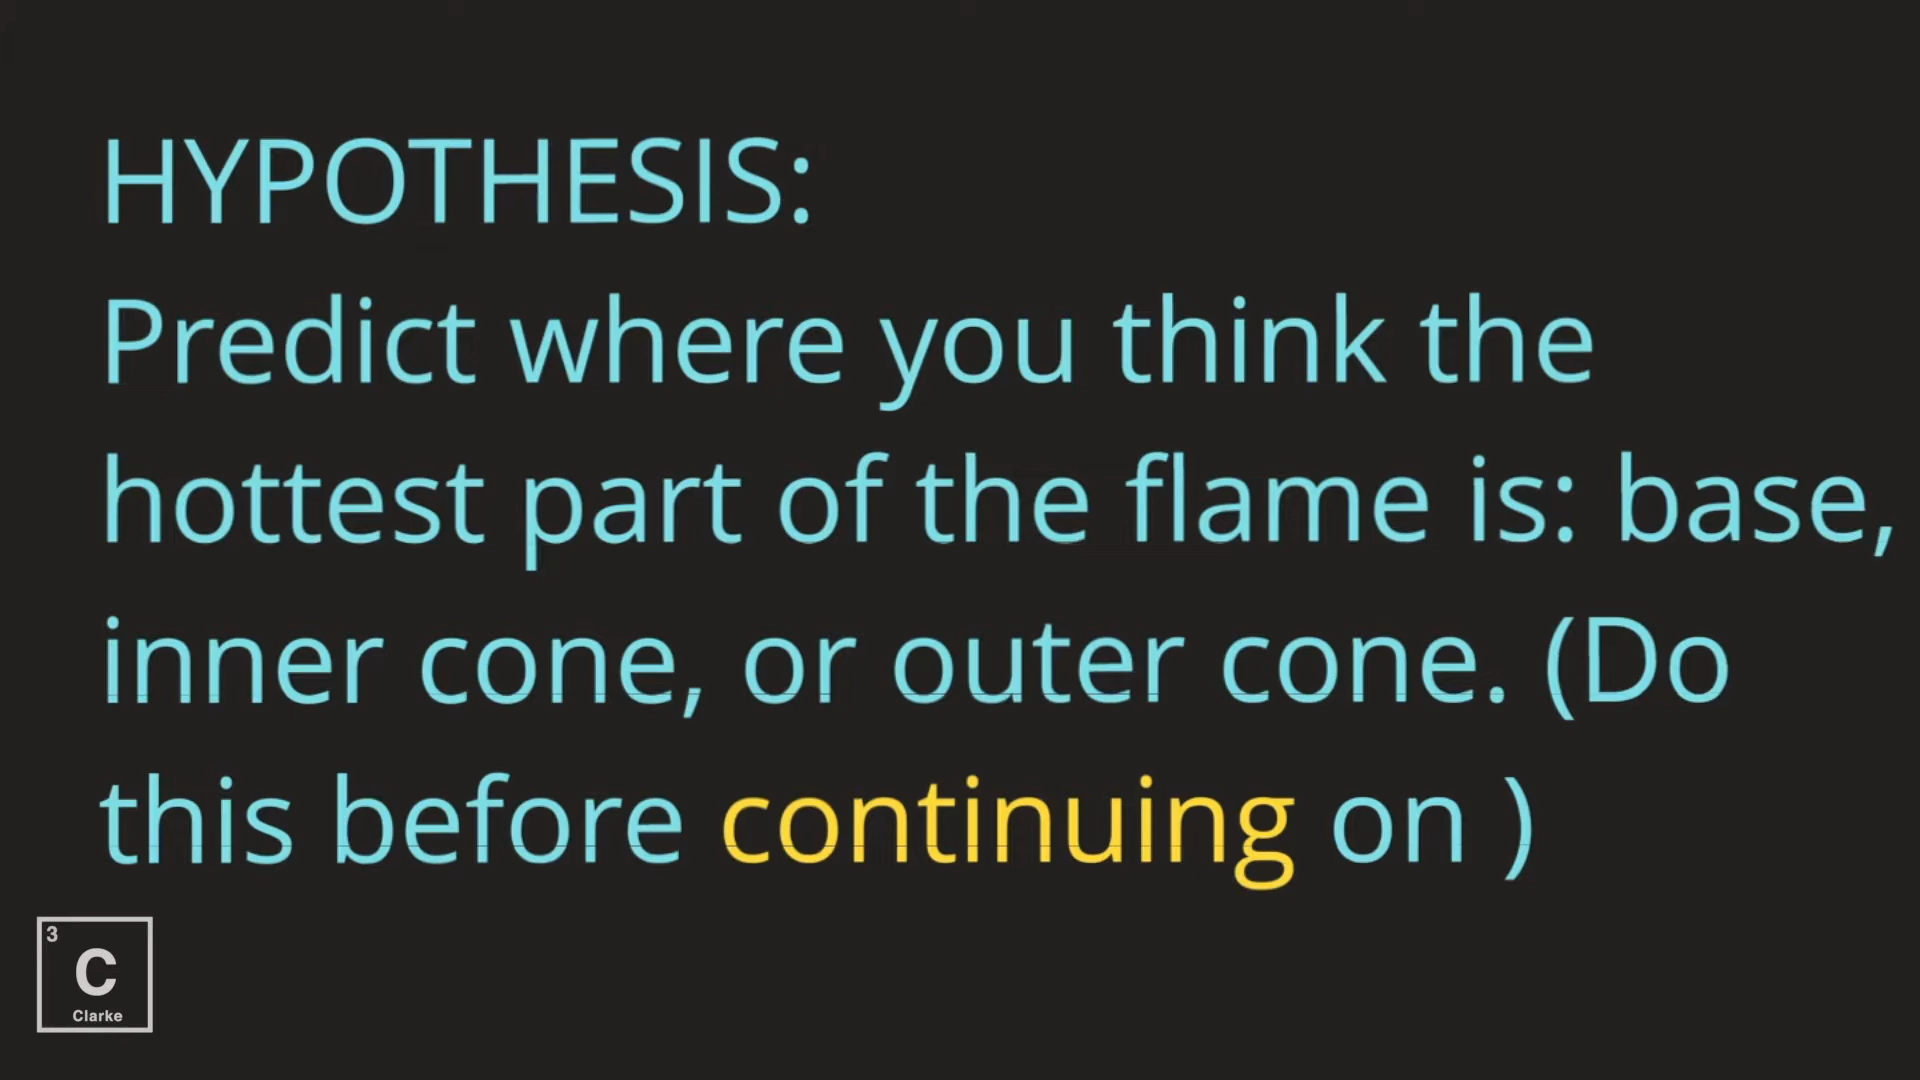 HYPOTHESIS:
Predict where you think the
hottest part of the flame is: base,
inner cone, or outer cone. (Do
this before continuing on )
3
C
Clarke